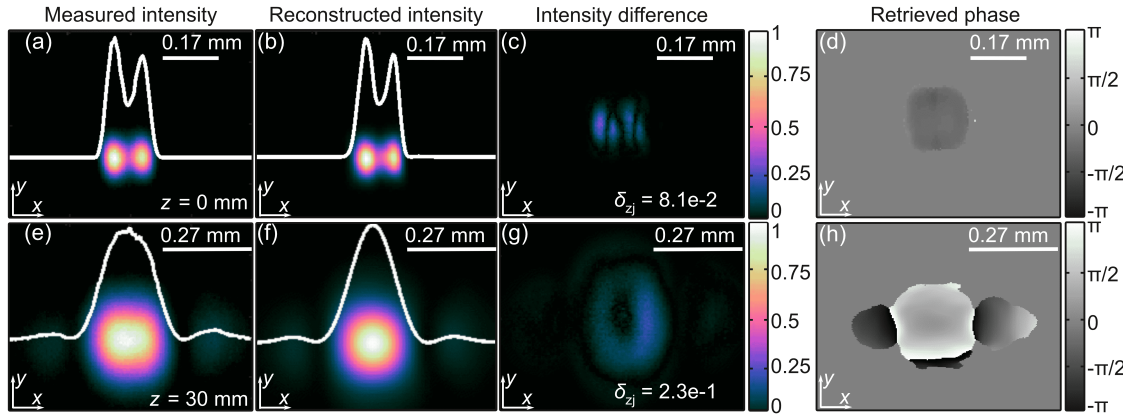 Measured intensity
Reconstructed intensity
Intensity difference
Retrieved phase
(a)
0.17 mm
y
x
z = 0 mm
(b)
0.17 mm
y
x
(c)
0.17 mm
y
x
δzj = 8.1e-2
1
0.75
0.5
0.25
0
(d)
0.17 mm
y
x
π
π/2
0
-π/2
-π
(e)
0.27 mm
y
x
z = 30 mm
(f)
0.27 mm
y
x
(g)
0.27 mm
y
x
δzj = 2.3e-1
1
0.75
0.5
0.25
0
(h)
0.27 mm
y
x
π
π/2
0
-π/2
-π